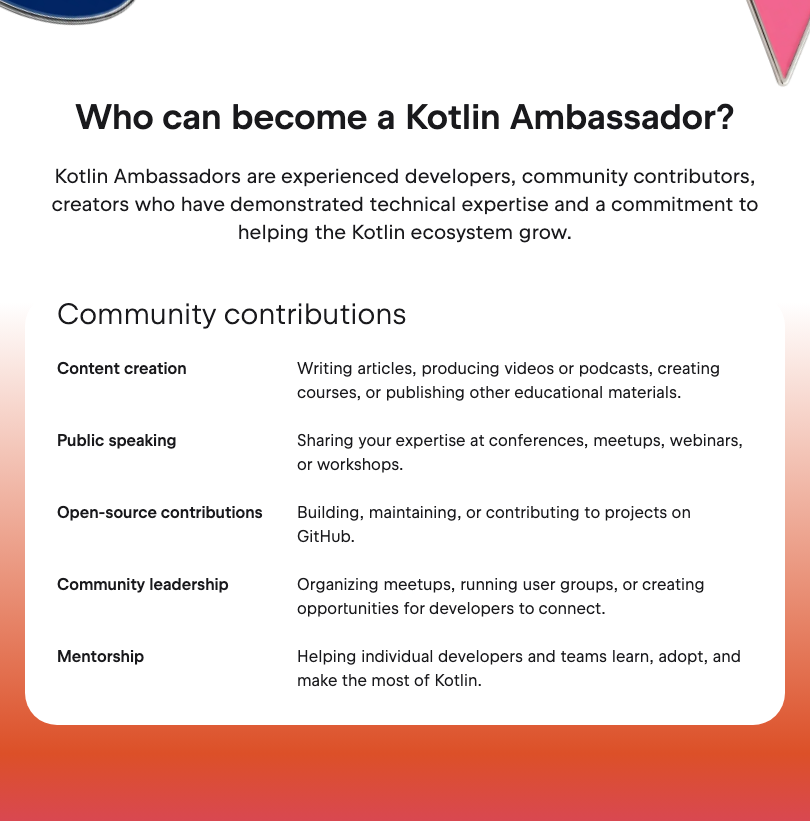 Who can become a Kotlin Ambassador?
Kotlin Ambassadors are experienced developers, community contributors,
creators who have demonstrated technical expertise and a commitment to
helping the Kotlin ecosystem grow.
Community contributions
Content creation
Writing articles, producing videos or podcasts, creating
courses, or publishing other educational materials.
Public speaking
Sharing your expertise at conferences, meetups, webinars,
or workshops.
Open-source contributions
Building, maintaining, or contributing to projects on
GitHub.
Community leadership
Organizing meetups, running user groups, or creating
opportunities for developers to connect.
Mentorship
Helping individual developers and teams learn, adopt, and
make the most of Kotlin.